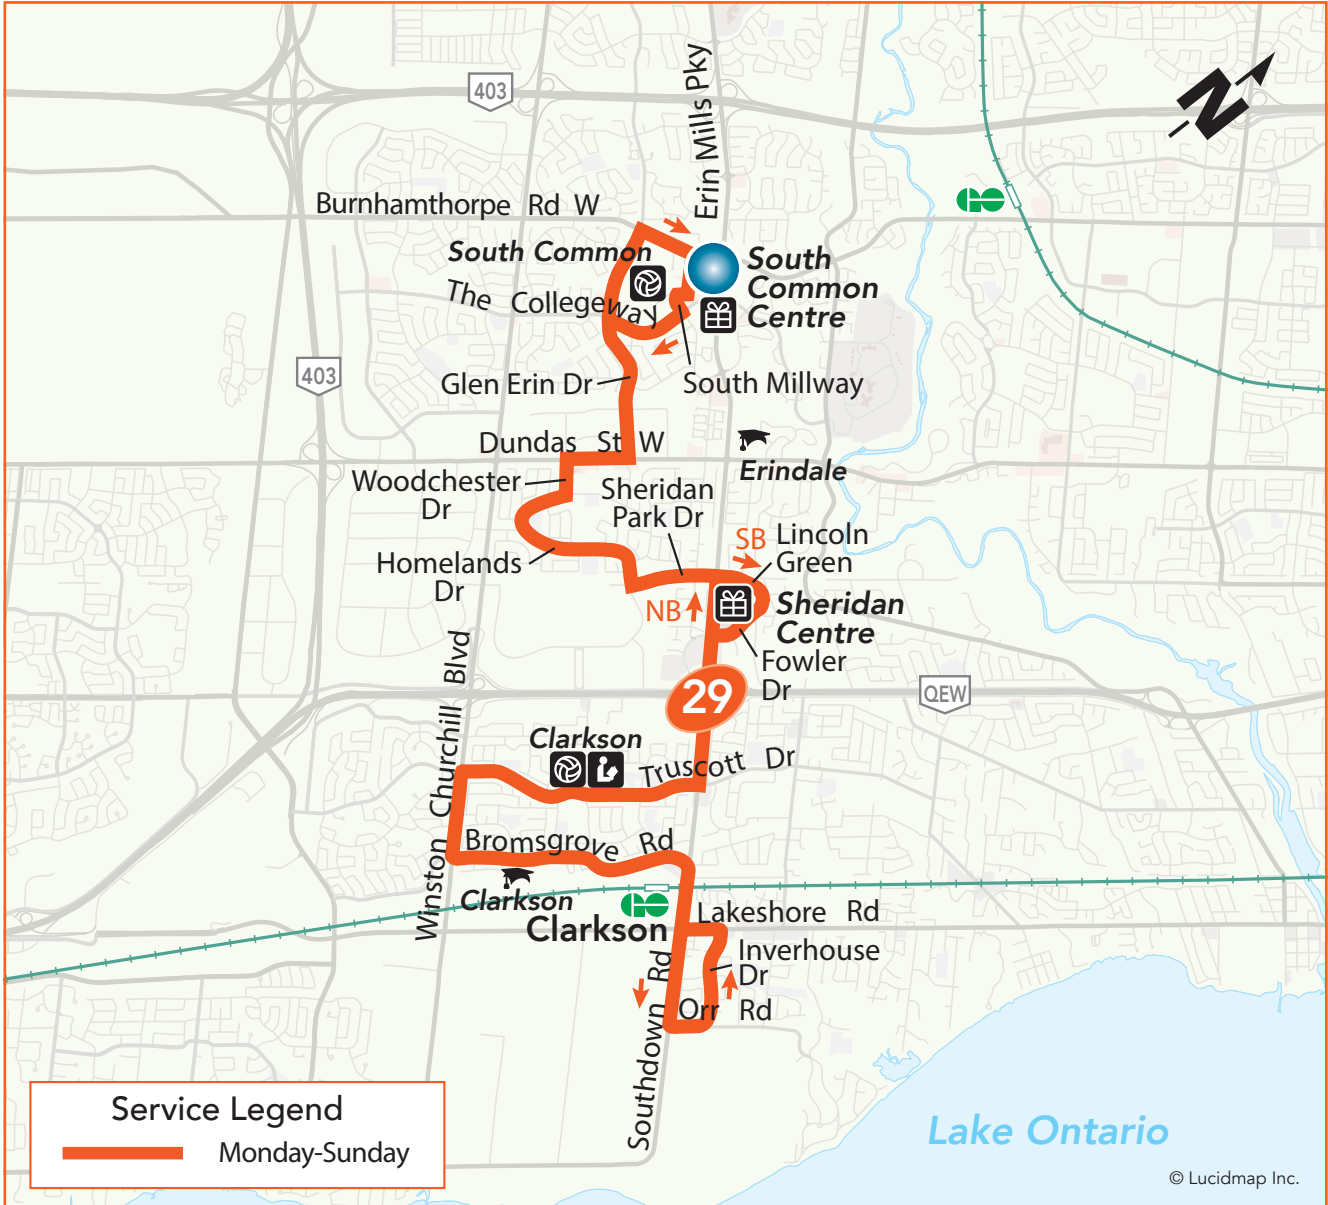 403
Erin Mills Pky
N
Burnhamthorpe Rd W
GO
South Common
South
Common
Centre
The Collegeway
403
Glen Erin Dr
South Millway
Dundas St W
Erindale
Woodchester
Dr
Sheridan
Park Dr
SB
Lincoln
Green
Homelands
Dr
NB
Sheridan
Centre
Fowler
Dr
Winston Churchill Blvd
29
QEW
Clarkson
Truscott Dr
Bromsgrove Rd
Clarkson
GO
Clarkson
Lakeshore Rd
Inverhouse
Dr
Orr Rd
Southdown Rd
Service Legend
Monday-Sunday
Lake Ontario
© Lucidmap Inc.